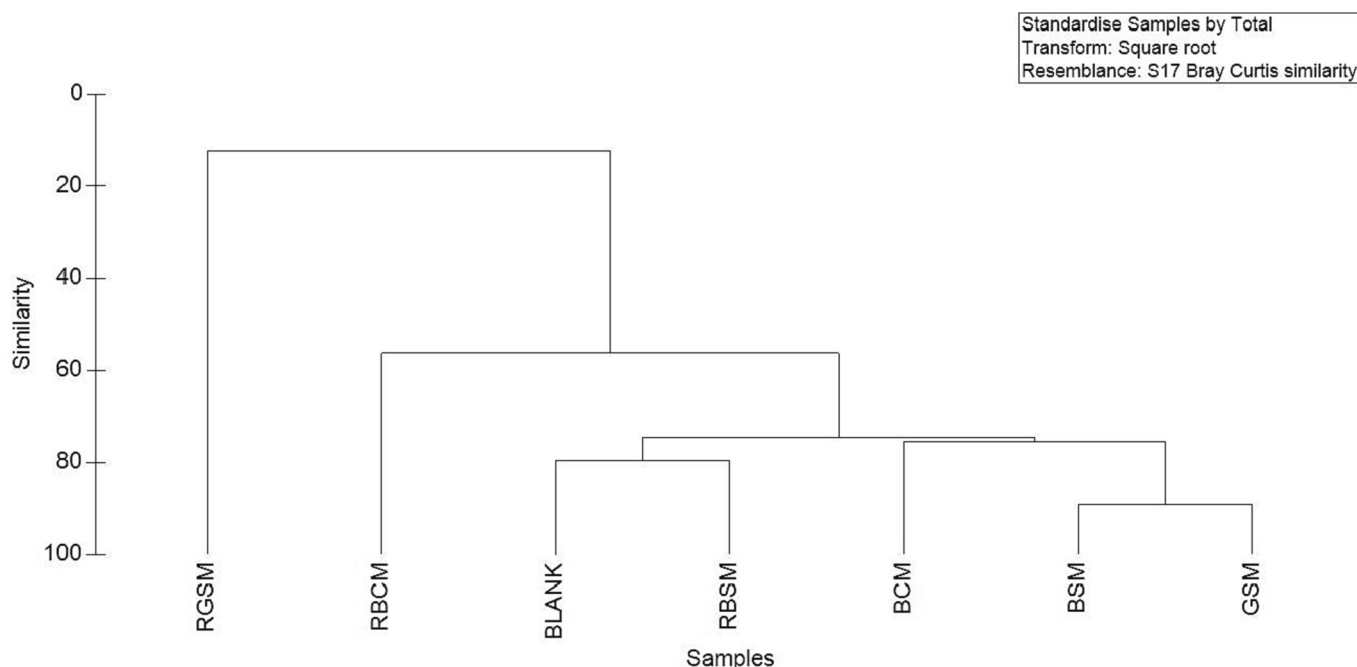 Standardise Samples by Total
Transform: Square root
Resemblance: S17 Bray Curtis similarity
0
20
40
60
80
100
Similarity
RGSM
RBCM
BLANK
RBSM
BCM
BSM
GSM
Samples